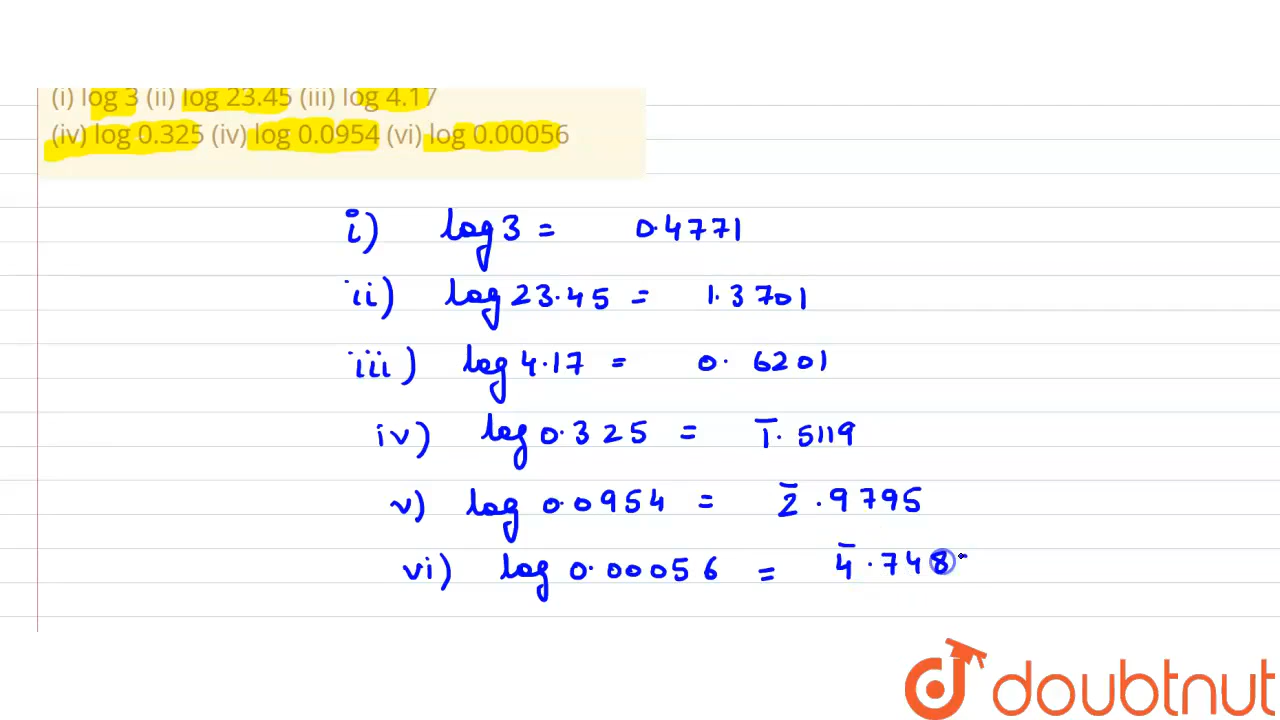 (i) log 3 (ii) log 23.45 (iii) log 4.17
(iv) log 0.325 (iv) log 0.0954 (vi) log 0.00056
i) log 3 = 0.4771
ii) log 23.45 = 1.3701
iii) log 4.17 = 0.6201
iv) log 0.325 = 1̅.5119
v) log 0.0954 = 2̅.9795
vi) log 0.00056 = 4̅.748
doubtnut